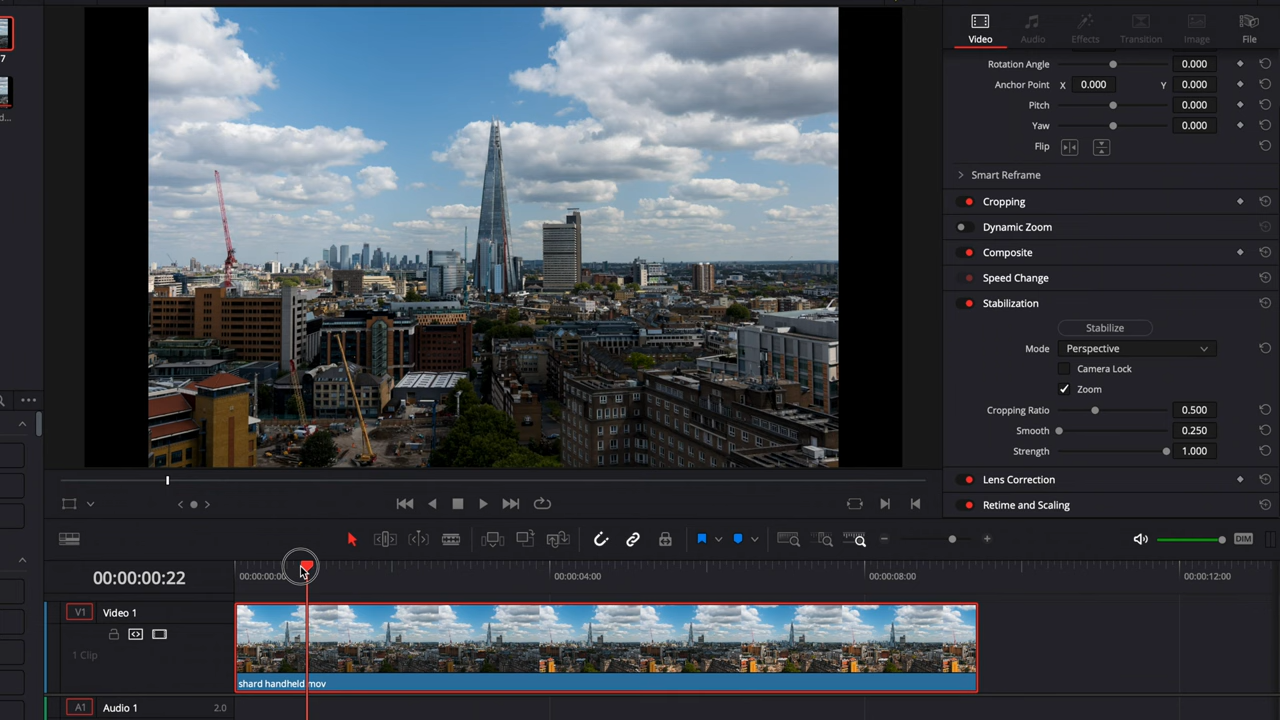 Video
Audio
Effects
Transition
Image
File
7
d...
Rotation Angle 0.000
Anchor Point X 0.000 Y 0.000
Pitch 0.000
Yaw 0.000
Flip
Smart Reframe
Cropping
Dynamic Zoom
Composite
Speed Change
Stabilization
Stabilize
Mode Perspective
Camera Lock
Zoom
Cropping Ratio 0.500
Smooth 0.250
Strength 1.000
Lens Correction
Retime and Scaling
DIM
00:00:00:22
00:00:00:0
00:00:04:00
00:00:08:00
00:00:12:00
V1 Video 1
1 Clip
shard handheld.mov
A1 Audio 1 2.0